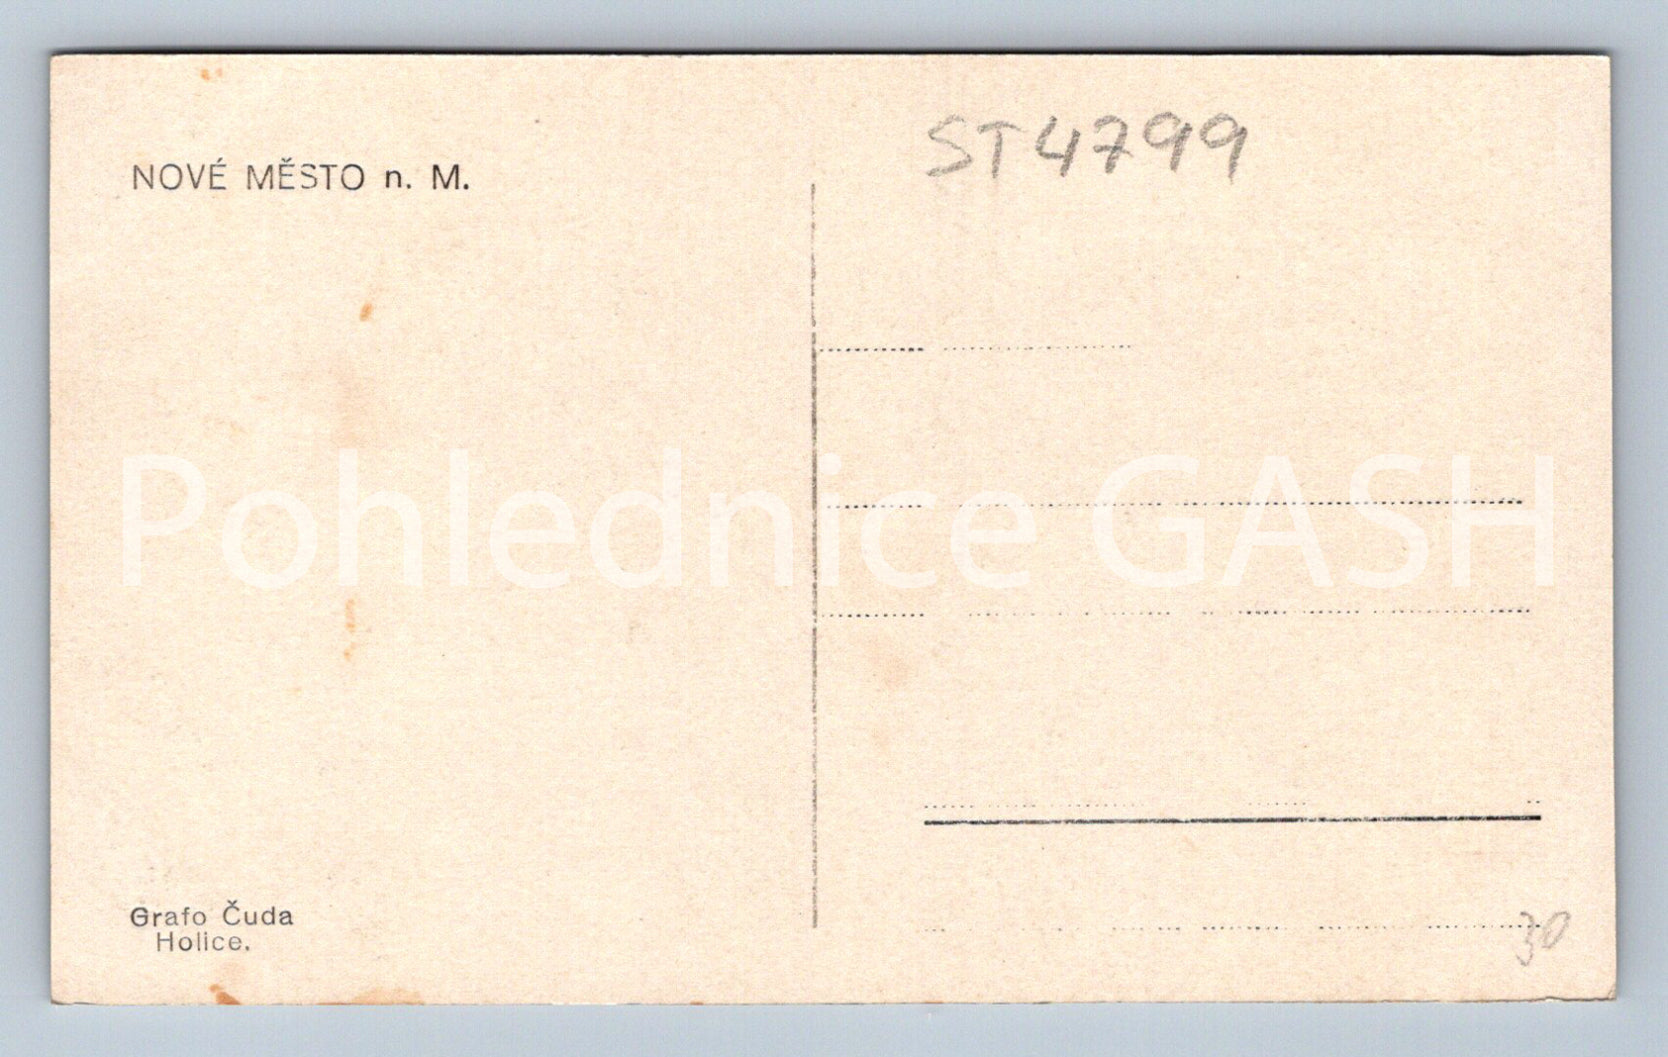 ST4799
NOVÉ MĚSTO n. M.
Pohlednice GASH
Grafo Čuda
Holice.
30